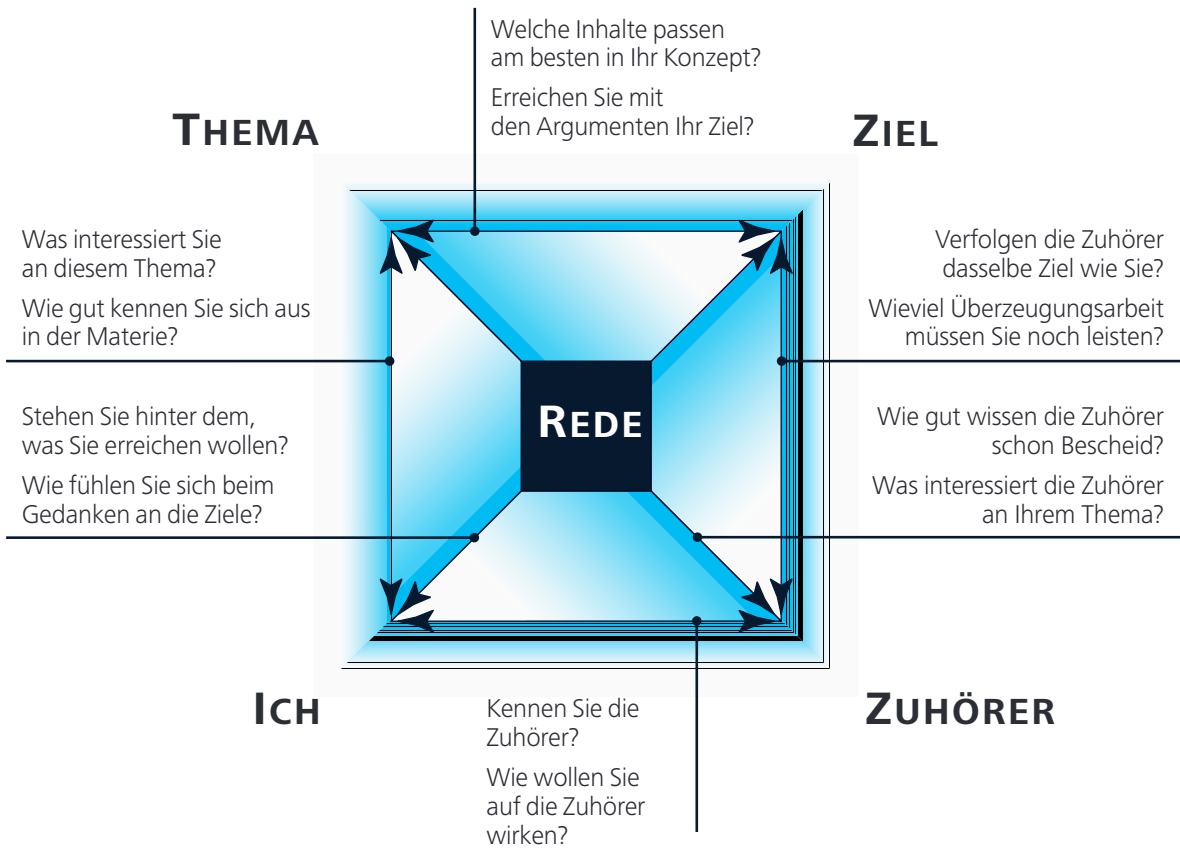 Welche Inhalte passen
am besten in Ihr Konzept?
Erreichen Sie mit
den Argumenten Ihr Ziel?
THEMA
ZIEL
Was interessiert Sie
an diesem Thema?
Wie gut kennen Sie sich aus
in der Materie?
Verfolgen die Zuhörer
dasselbe Ziel wie Sie?
Wieviel Überzeugungsarbeit
müssen Sie noch leisten?
REDE
Stehen Sie hinter dem,
was Sie erreichen wollen?
Wie fühlen Sie sich beim
Gedanken an die Ziele?
Wie gut wissen die Zuhörer
schon Bescheid?
Was interessiert die Zuhörer
an Ihrem Thema?
ICH
ZUHÖRER
Kennen Sie die
Zuhörer?
Wie wollen Sie
auf die Zuhörer
wirken?